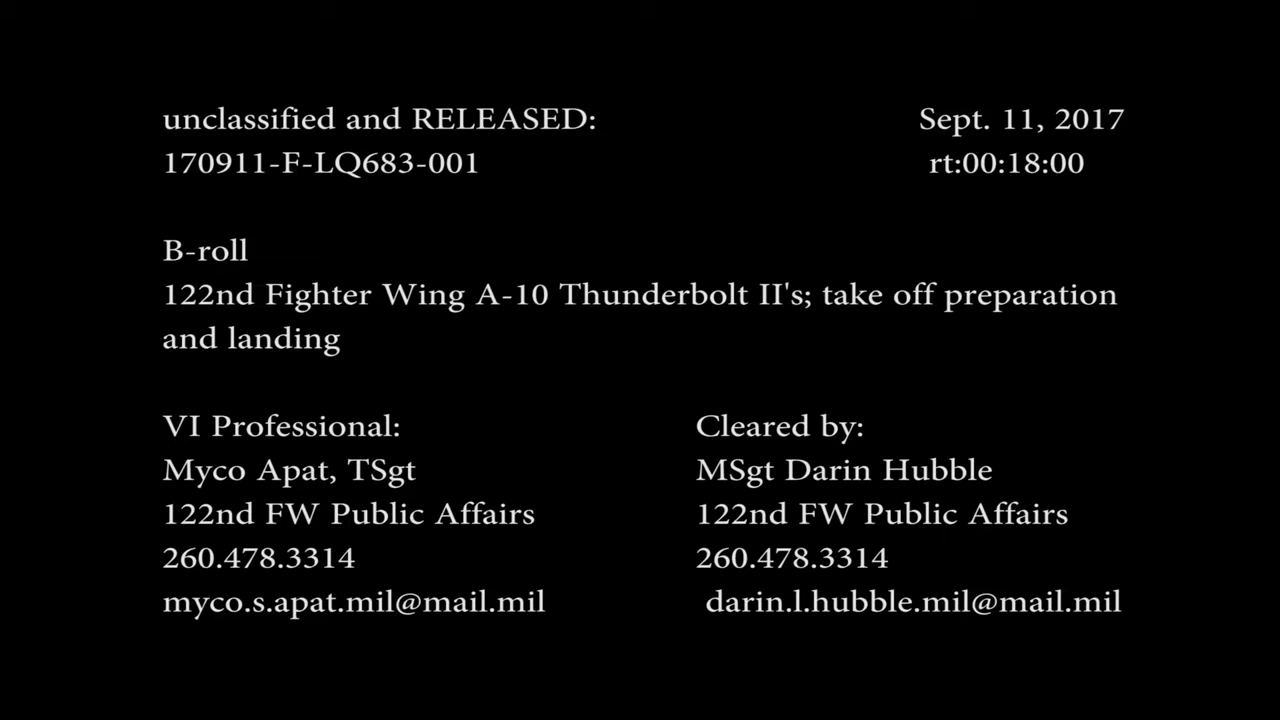 unclassified and RELEASED:
Sept. 11, 2017
170911-F-LQ683-001
rt:00:18:00
B-roll
122nd Fighter Wing A-10 Thunderbolt II's; take off preparation
and landing
VI Professional:
Myco Apat, TSgt
122nd FW Public Affairs
260.478.3314
myco.s.apat.mil@mail.mil
Cleared by:
MSgt Darin Hubble
122nd FW Public Affairs
260.478.3314
darin.l.hubble.mil@mail.mil